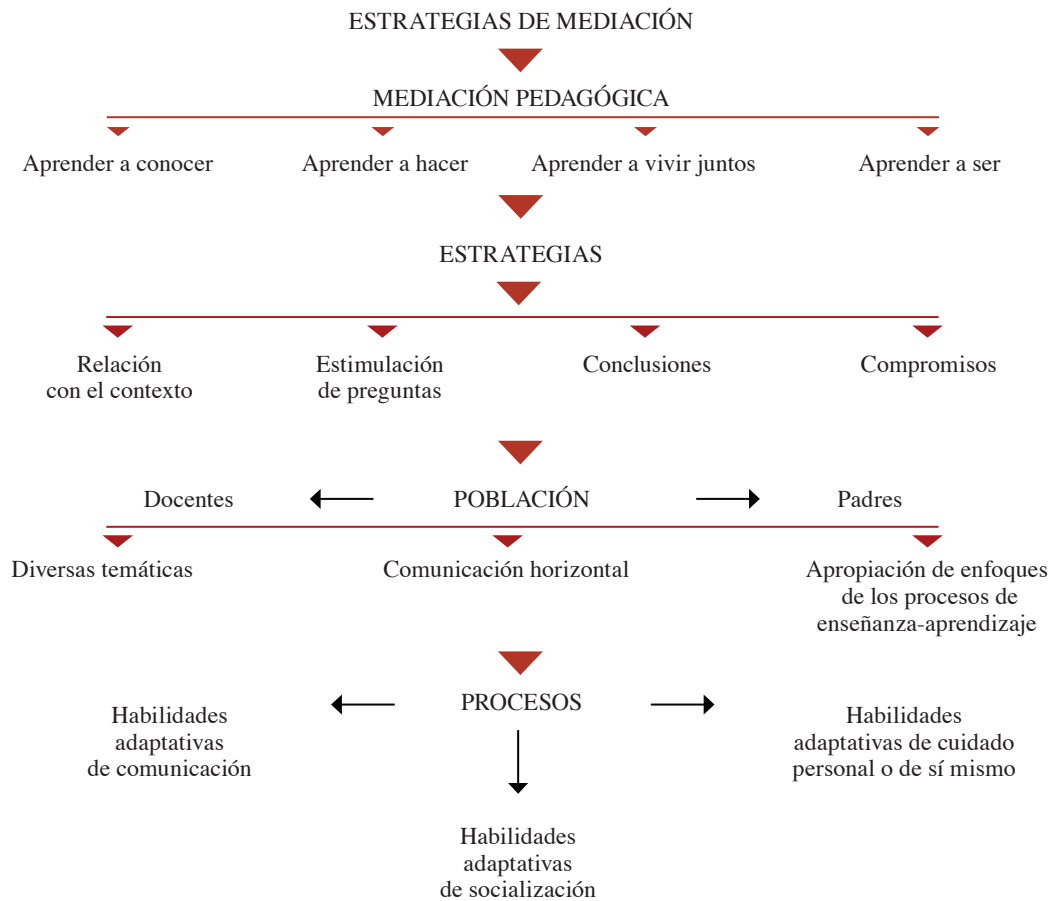 ESTRATEGIAS DE MEDIACIÓN
MEDIACIÓN PEDAGÓGICA
Aprender a conocer
Aprender a hacer
Aprender a vivir juntos
Aprender a ser
ESTRATEGIAS
Relación
con el contexto
Estimulación
de preguntas
Conclusiones
Compromisos
Docentes
POBLACIÓN
Padres
Diversas temáticas
Comunicación horizontal
Apropiación de enfoques
de los procesos de
enseñanza-aprendizaje
PROCESOS
Habilidades
adaptativas
de comunicación
Habilidades
adaptativas de cuidado
personal o de sí mismo
Habilidades
adaptativas
de socialización